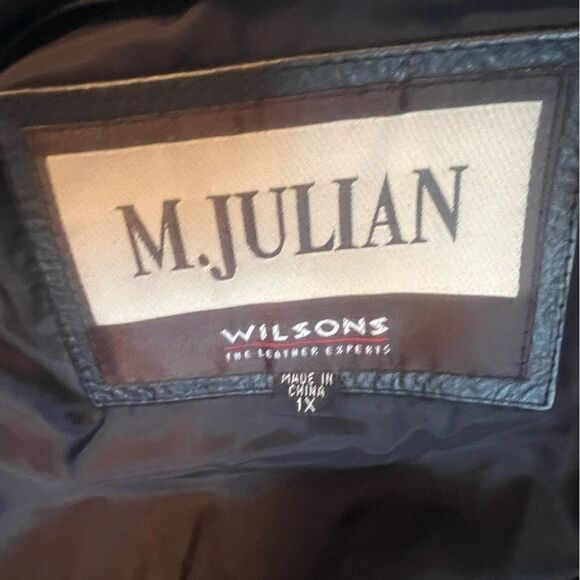 M.JULIAN
WILSONS
THE LEATHER EXPERTS
MADE IN
CHINA
1X